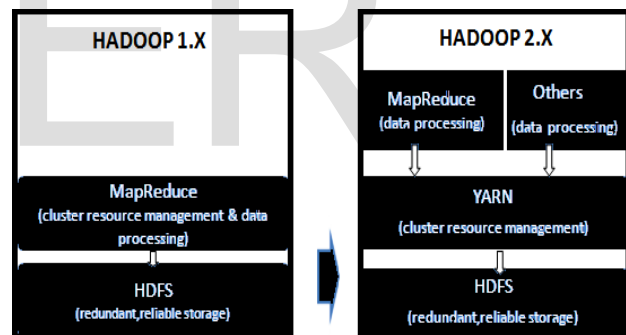 HADOOP 1.X
MapReduce
(cluster resource management & data
processing)
HDFS
(redundant,reliable storage)
HADOOP 2.X
MapReduce
(data processing)
Others
(data processing)
YARN
(cluster resource management)
HDFS
(redundant,reliable storage)